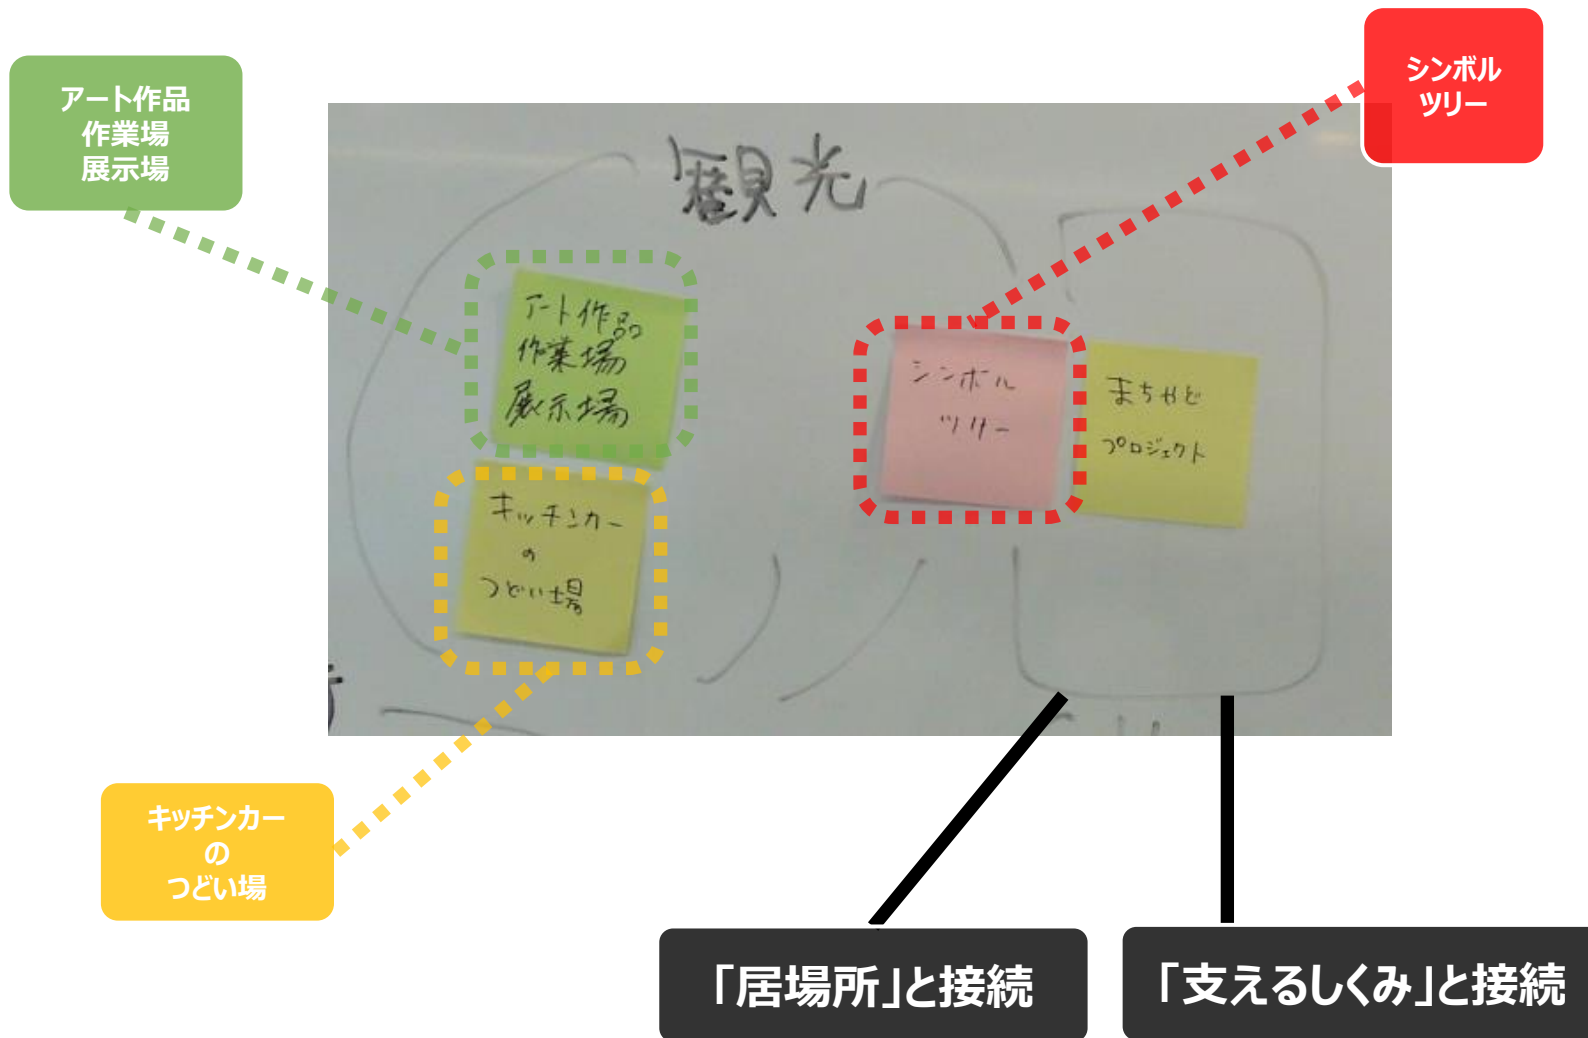 アート作品
作業場
展示場
シンボル
ツリー
観光
アート作品
作業場
展示場
シンボル
ツリー
まちやど
プロジェクト
キッチンカー
の
つどい場
キッチンカー
の
つどい場
「居場所」と接続
「支えるしくみ」と接続